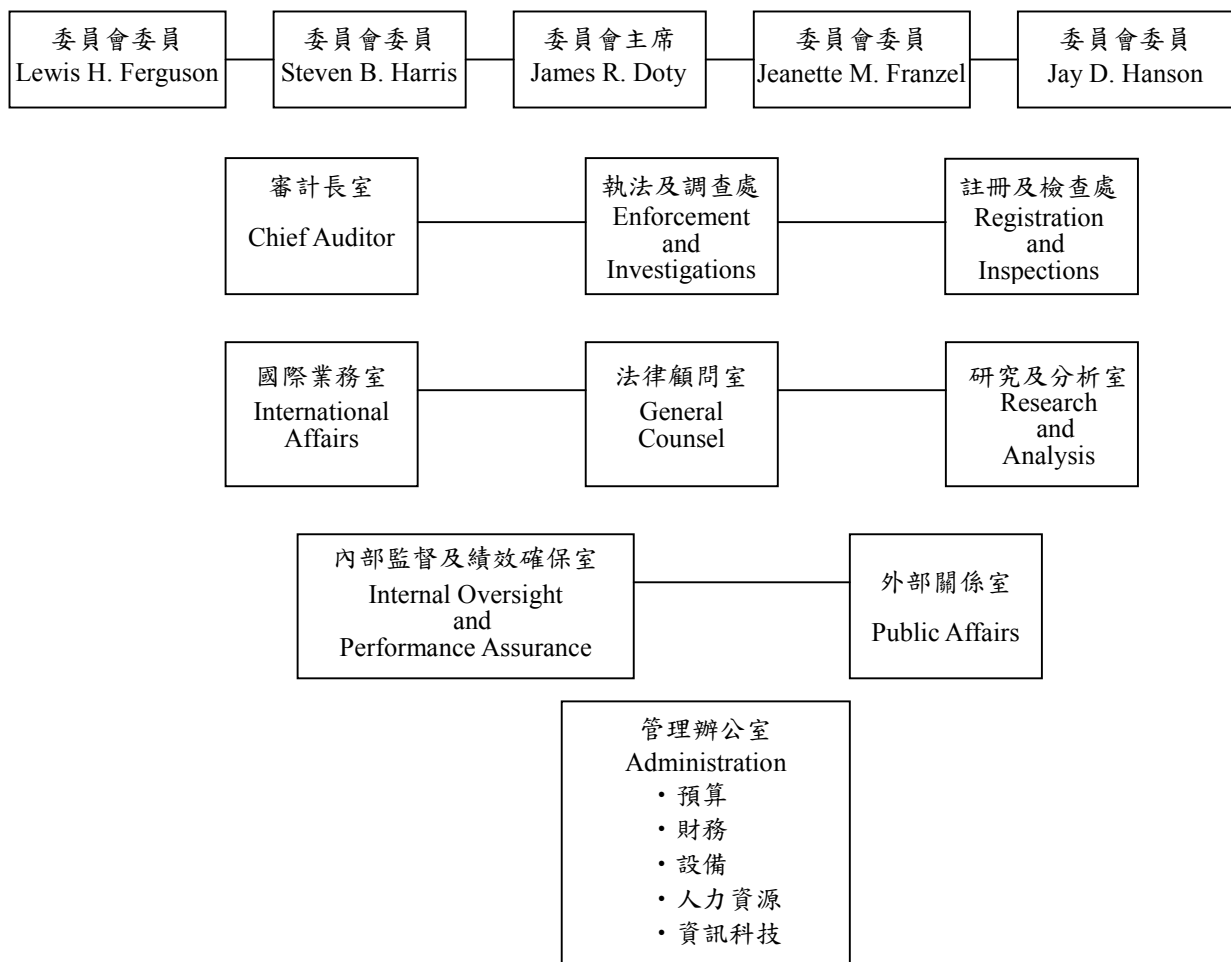 委員會委員
Lewis H. Ferguson
委員會委員
Steven B. Harris
委員會主席
James R. Doty
委員會委員
Jeanette M. Franzel
委員會委員
Jay D. Hanson
審計長室
Chief Auditor
執法及調查處
Enforcement
and
Investigations
註冊及檢查處
Registration
and
Inspections
國際業務室
International
Affairs
法律顧問室
General
Counsel
研究及分析室
Research
and
Analysis
內部監督及績效確保室
Internal Oversight
and
Performance Assurance
外部關係室
Public Affairs
管理辦公室
Administration
・預算
・財務
・設備
・人力資源
・資訊科技